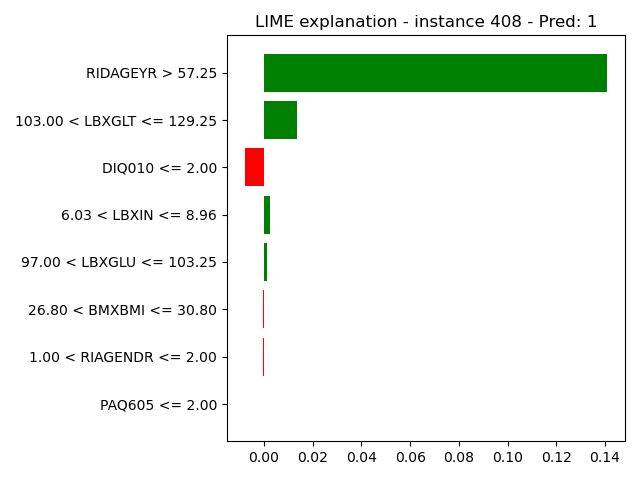 LIME explanation - instance 408 - Pred: 1
RIDAGEYR > 57.25
103.00 < LBXGLT <= 129.25
DIQ010 <= 2.00
6.03 < LBXIN <= 8.96
97.00 < LBXGLU <= 103.25
26.80 < BMXBMI <= 30.80
1.00 < RIAGENDR <= 2.00
PAQ605 <= 2.00
0.00 0.02 0.04 0.06 0.08 0.10 0.12 0.14